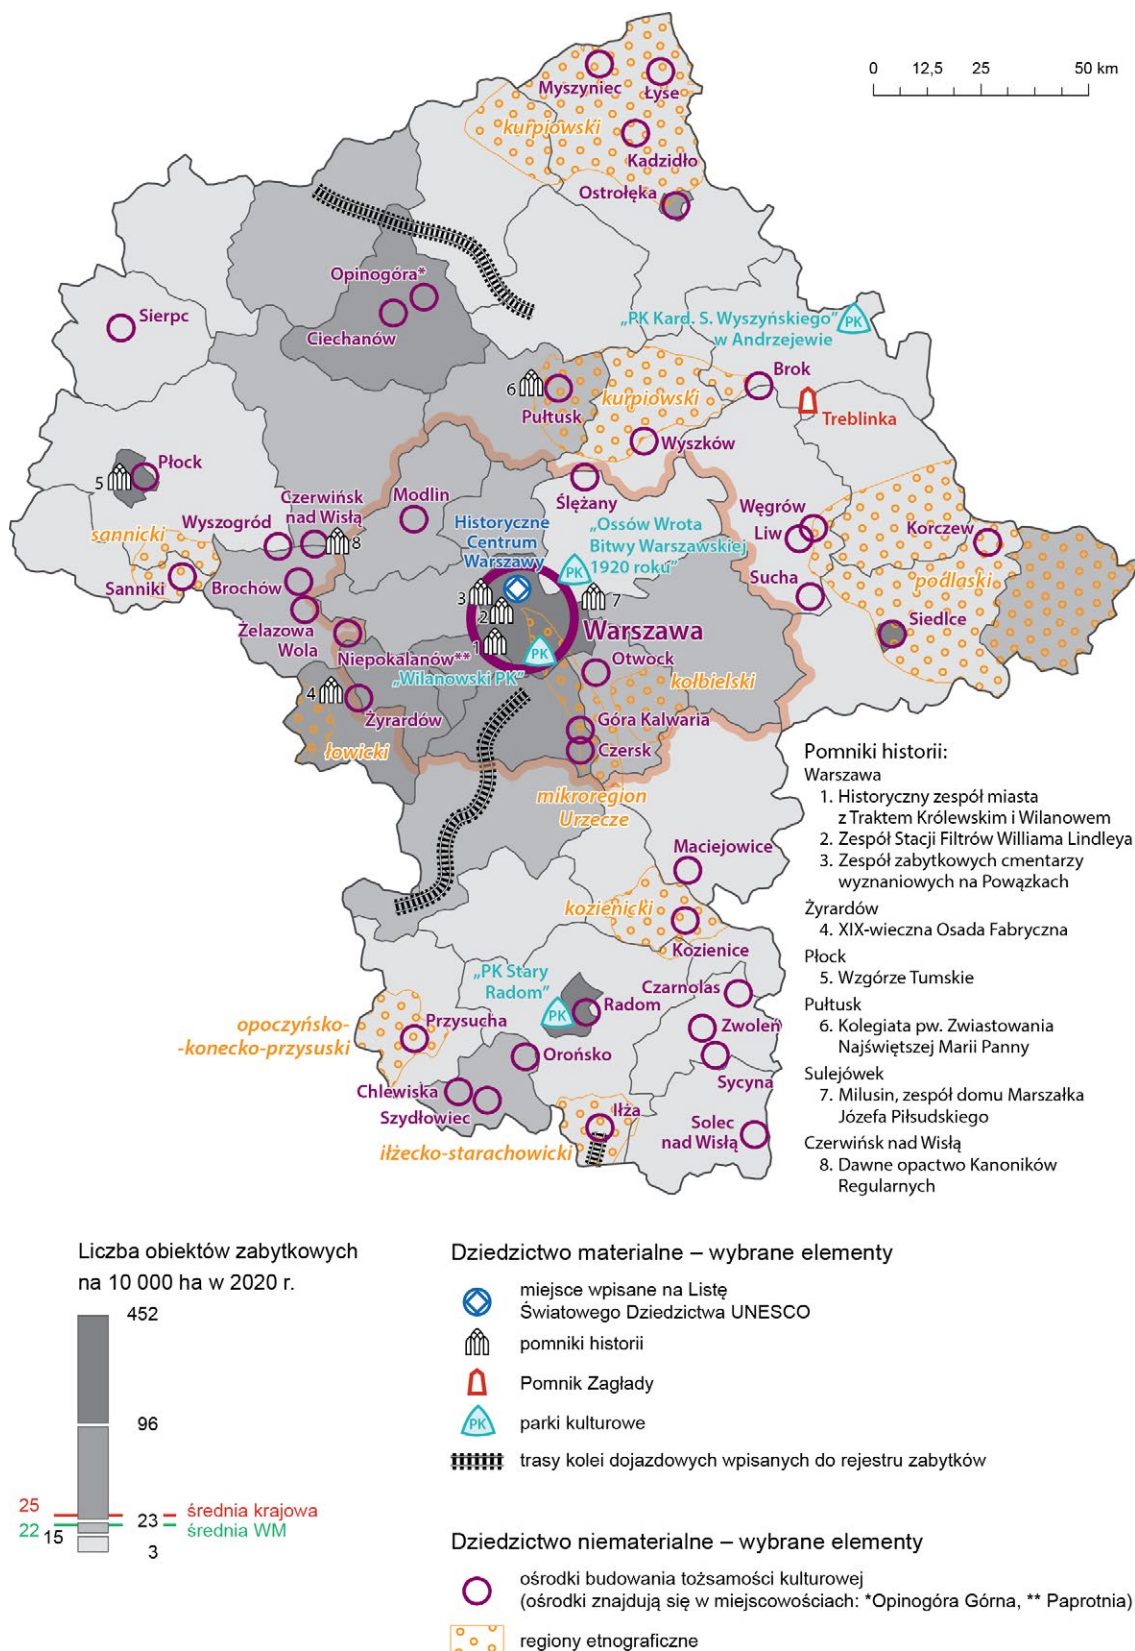 0 12,5 25 50 km
Myszyniec
Łyse
kurpiowski
Kadzidło
Ostrołęka
Opinogóra*
Ciechanów
Sierpc
„PK Kard. S. Wyszyńskiego”
w Andrzejewie
PK
Brok
6
Pułtusk
kurpiowski
Treblinka
Wyszków
5
Płock
Modlin
Ślężany
Czerwińsk
nad Wisłą
8
Wyszogród
Historyczne
Centrum
Warszawy
„Ossów Wrota
Bitwy Warszawskiej
1920 roku”
PK
Węgrów
Liw
Korczew
sannicki
Sanniki
Brochów
Sucha
podlaski
3
2
1
7
Siedlce
Żelazowa
Wola
Niepokalanów**
Warszawa
PK
„Wilanowski PK”
Otwock
kołbielski
4
Żyrardów
łowicki
Góra Kalwaria
Czersk
mikroregion
Urzecze
Pomniki historii:
Warszawa
1. Historyczny zespół miasta
z Traktem Królewskim i Wilanowem
2. Zespół Stacji Filtrów Williama Lindleya
3. Zespół zabytkowych cmentarzy
wyznaniowych na Powązkach
Żyrardów
4. XIX-wieczna Osada Fabryczna
Płock
5. Wzgórze Tumskie
Pułtusk
6. Kolegiata pw. Zwiastowania
Najświętszej Marii Panny
Sulejówek
7. Milusin, zespół domu Marszałka
Józefa Piłsudskiego
Czerwińsk nad Wisłą
8. Dawne opactwo Kanoników
Regularnych
Maciejowice
kozienicki
Kozienice
„PK Stary
Radom”
PK
Radom
Czarnolas
Zwoleń
Sycyna
opoczyńsko-
-konecko-przysuski
Przysucha
Orońsko
Chlewiska
Szydłowiec
Iłża
Solec
nad Wisłą
iłżecko-starachowicki
Liczba obiektów zabytkowych
na 10 000 ha w 2020 r.
452
96
25
średnia krajowa
23
22
średnia WM
15
3
Dziedzictwo materialne – wybrane elementy
miejsce wpisane na Listę
Światowego Dziedzictwa UNESCO
pomniki historii
Pomnik Zagłady
PK
parki kulturowe
trasy kolei dojazdowych wpisanych do rejestru zabytków
Dziedzictwo niematerialne – wybrane elementy
ośrodki budowania tożsamości kulturowej
(ośrodki znajdują się w miejscowościach: *Opinogóra Górna, ** Paprotnia)
regiony etnograficzne